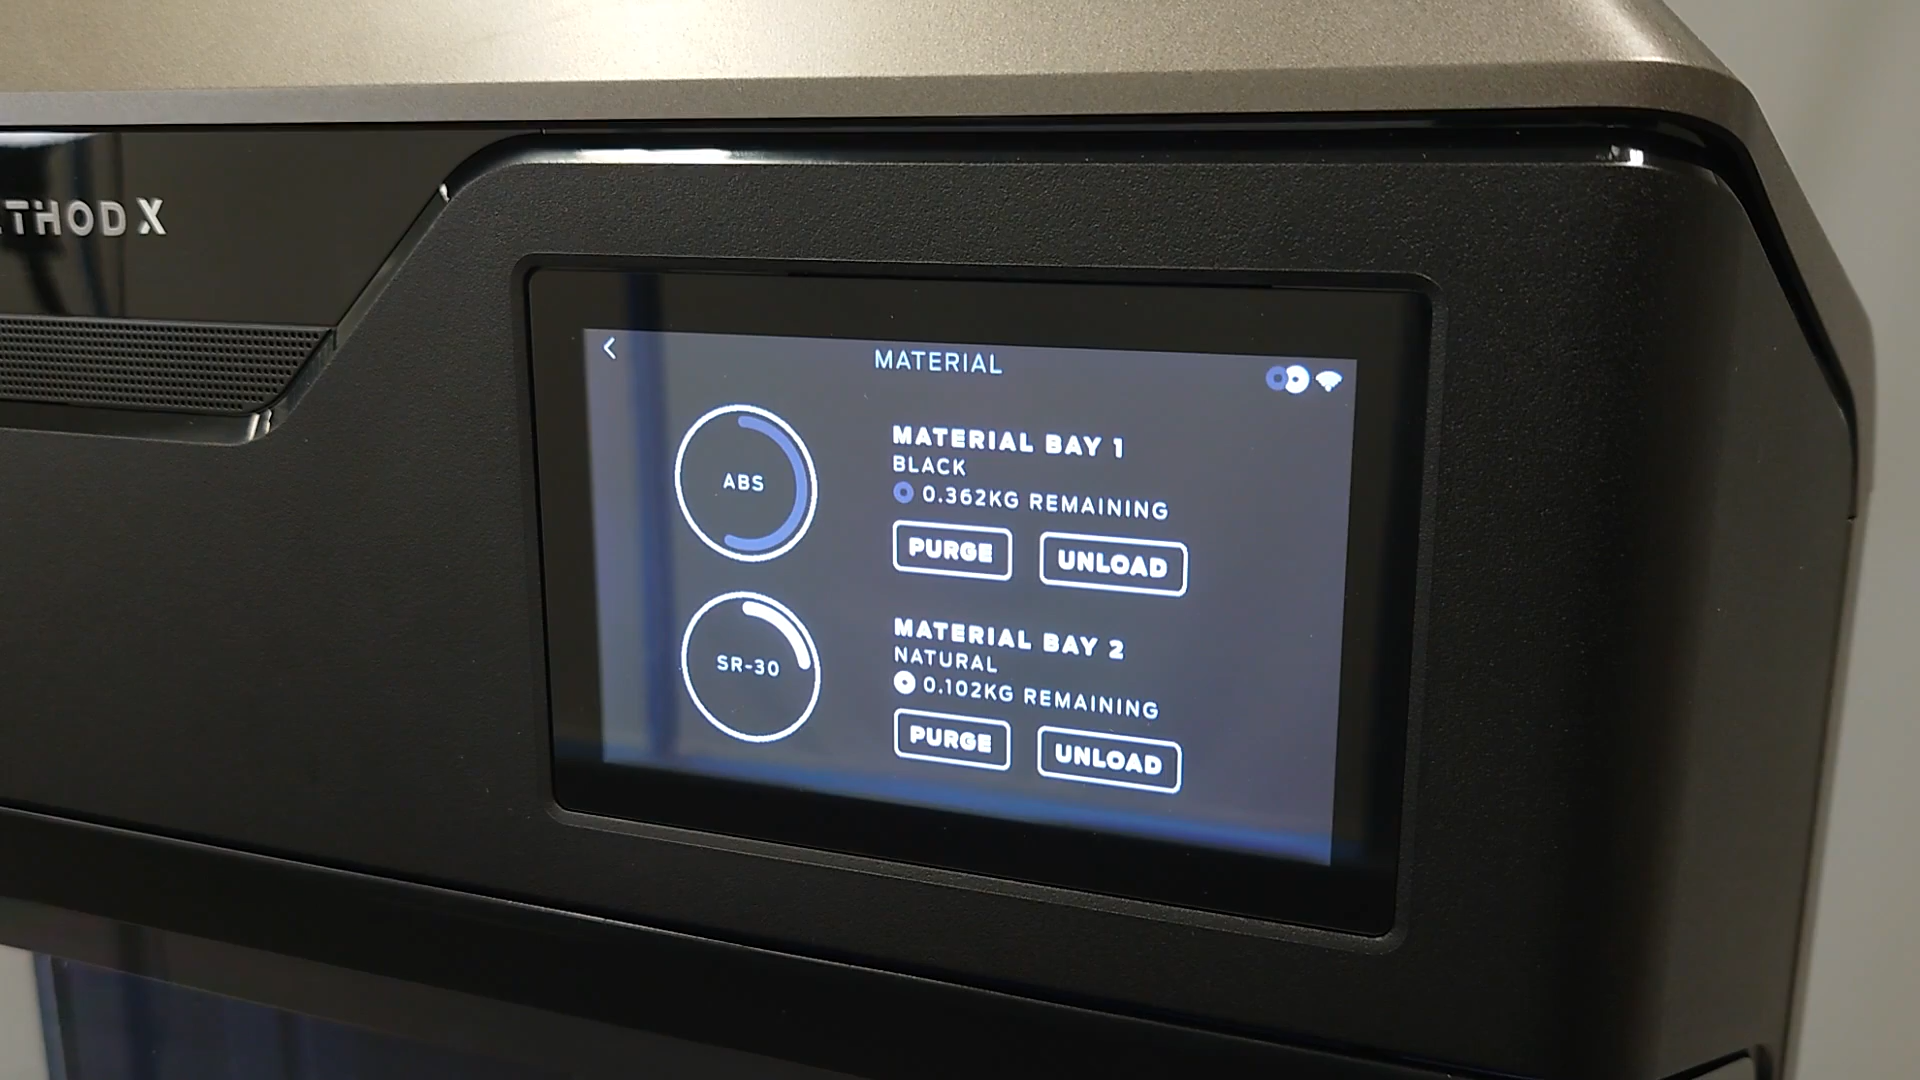 THOD X
MATERIAL
ABS
MATERIAL BAY 1
BLACK
0.362KG REMAINING
PURGE
UNLOAD
SR-30
MATERIAL BAY 2
NATURAL
0.102KG REMAINING
PURGE
UNLOAD